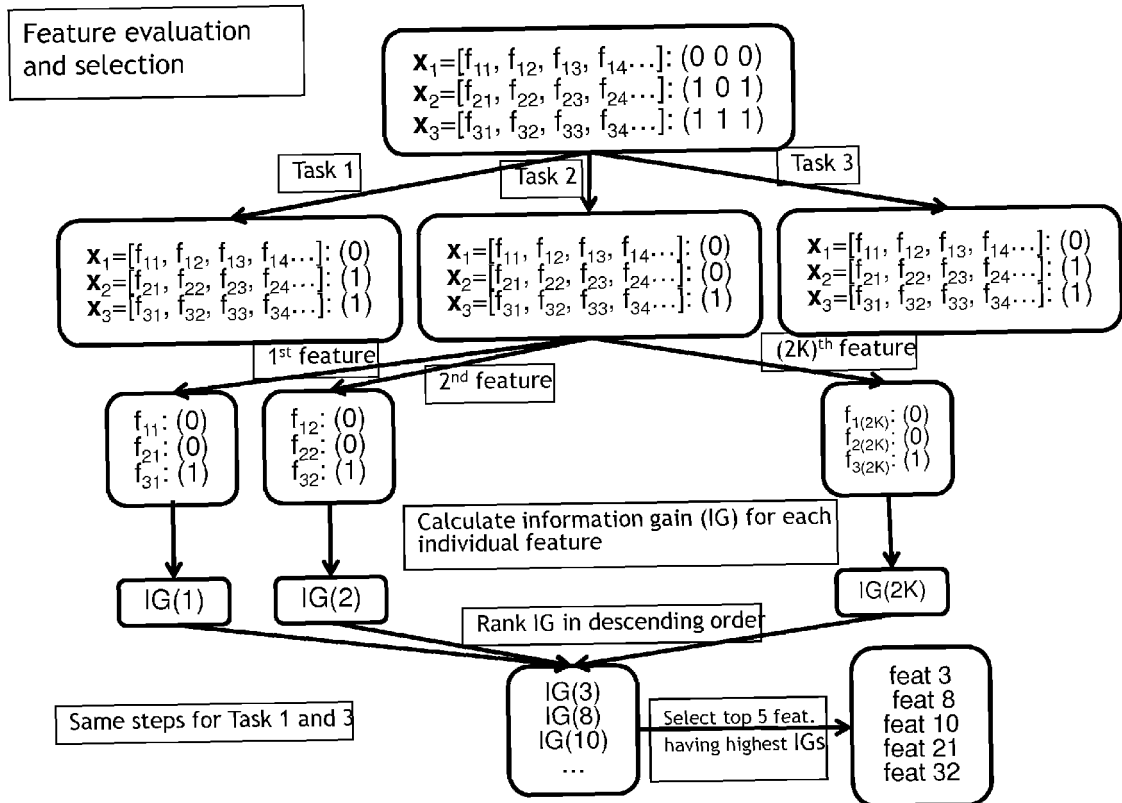 Feature evaluation
and selection
x₁=[f₁₁, f₁₂, f₁₃, f₁₄...]: (0 0 0)
x₂=[f₂₁, f₂₂, f₂₃, f₂₄...]: (1 0 1)
x₃=[f₃₁, f₃₂, f₃₃, f₃₄...]: (1 1 1)
Task 1
Task 2
Task 3
x₁=[f₁₁, f₁₂, f₁₃, f₁₄...]: (0)
x₂=[f₂₁, f₂₂, f₂₃, f₂₄...]: (1)
x₃=[f₃₁, f₃₂, f₃₃, f₃₄...]: (1)
x₁=[f₁₁, f₁₂, f₁₃, f₁₄...]: (0)
x₂=[f₂₁, f₂₂, f₂₃, f₂₄...]: (0)
x₃=[f₃₁, f₃₂, f₃₃, f₃₄...]: (1)
x₁=[f₁₁, f₁₂, f₁₃, f₁₄...]: (0)
x₂=[f₂₁, f₂₂, f₂₃, f₂₄...]: (1)
x₃=[f₃₁, f₃₂, f₃₃, f₃₄...]: (1)
1ˢᵗ feature
2ⁿᵈ feature
(2K)ᵗʰ feature
f₁₁: (0)
f₂₁: (0)
f₃₁: (1)
f₁₂: (0)
f₂₂: (0)
f₃₂: (1)
f₁₍₂ₖ₎: (0)
f₂₍₂ₖ₎: (0)
f₃₍₂ₖ₎: (1)
Calculate information gain (IG) for each
individual feature
IG(1)
IG(2)
IG(2K)
Rank IG in descending order
IG(3)
IG(8)
IG(10)
...
Select top 5 feat.
having highest IGs
feat 3
feat 8
feat 10
feat 21
feat 32
Same steps for Task 1 and 3